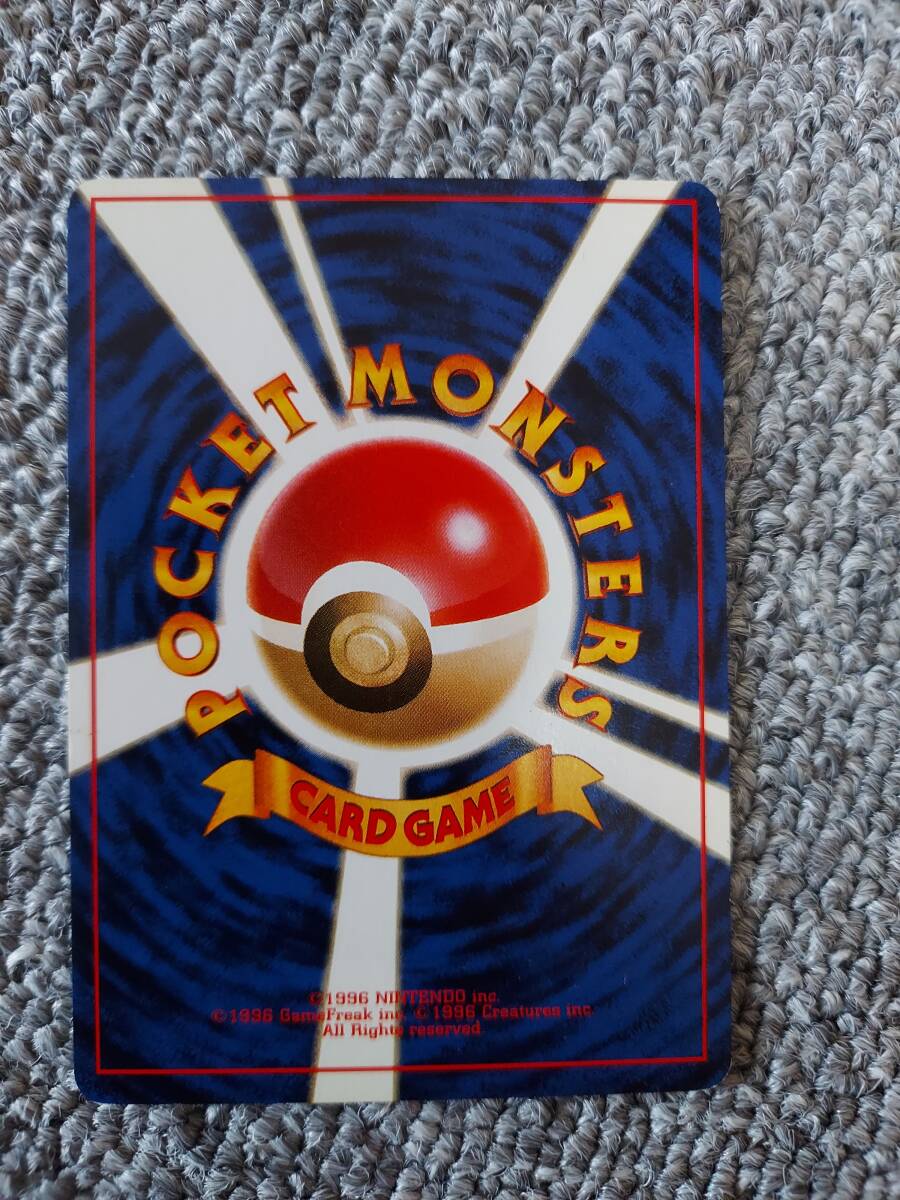 POCKET MONSTERS
CARD GAME
©1996 NINTENDO inc.
©1996 GameFreak inc. ©1996 Creatures inc.
All Rights reserved